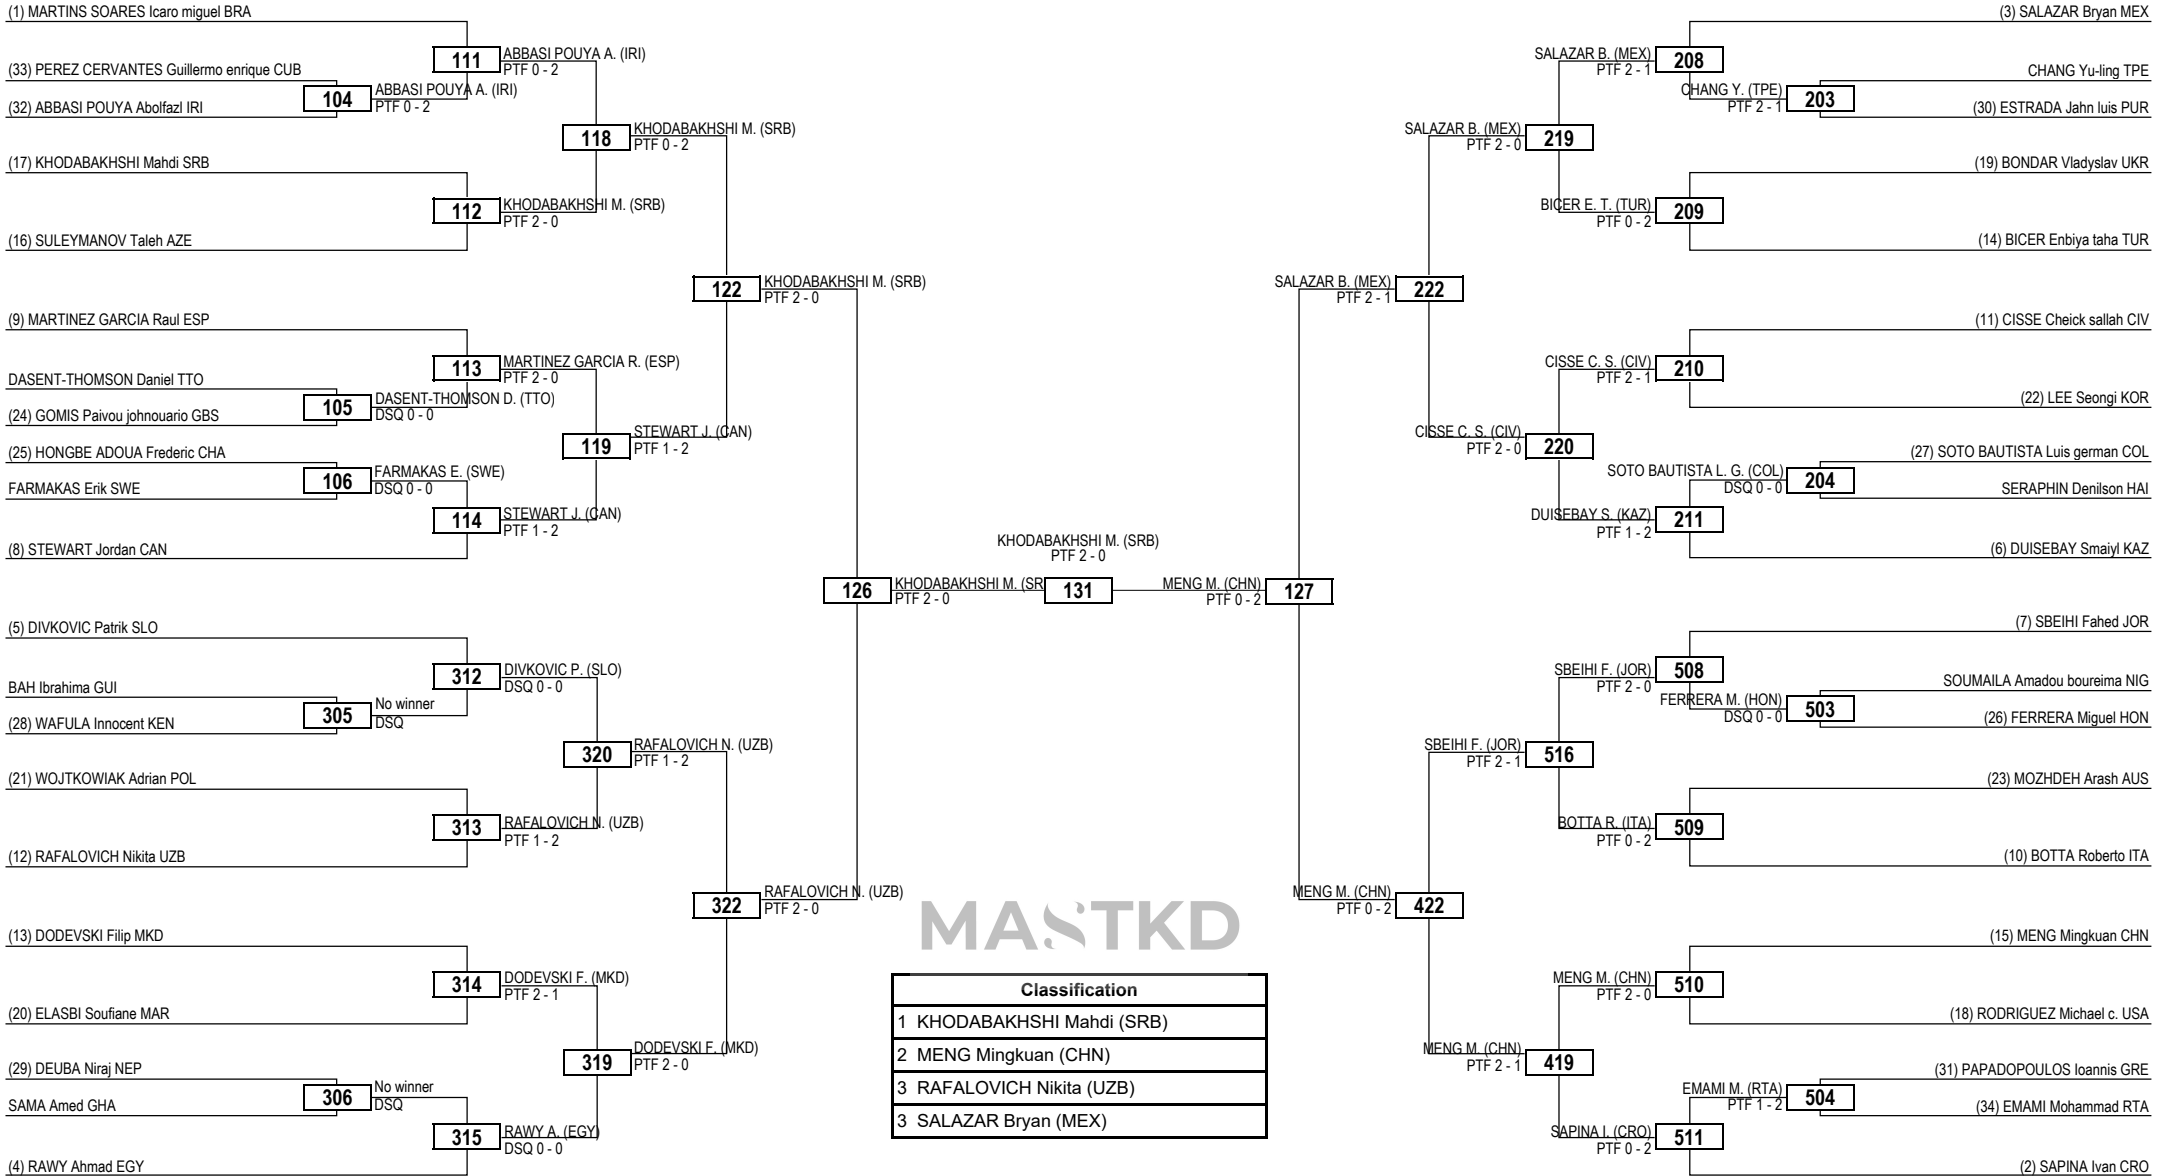 (1) MARTINS SOARES Icaro miguel BRA
(33) PEREZ CERVANTES Guillermo enrique CUB
(32) ABBASI POUYA Abolfazl IRI
(17) KHODABAKHSHI Mahdi SRB
(16) SULEYMANOV Taleh AZE
(9) MARTINEZ GARCIA Raul ESP
DASENT-THOMSON Daniel TTO
(24) GOMIS Paivou johnouario GBS
(25) HONGBE ADOUA Frederic CHA
FARMAKAS Erik SWE
(8) STEWART Jordan CAN
(5) DIVKOVIC Patrik SLO
BAH Ibrahima GUI
(28) WAFULA Innocent KEN
(21) WOJTKOWIAK Adrian POL
(12) RAFALOVICH Nikita UZB
(13) DODEVSKI Filip MKD
(20) ELASBI Soufiane MAR
(29) DEUBA Niraj NEP
SAMA Amed GHA
(4) RAWY Ahmad EGY
104
ABBASI POUYA A. (IRI)
PTF 0 - 2
105
DASENT-THOMSON D. (TTO)
DSQ 0 - 0
106
FARMAKAS E. (SWE)
DSQ 0 - 0
305
No winner
DSQ
306
No winner
DSQ
111
ABBASI POUYA A. (IRI)
PTF 0 - 2
112
KHODABAKHSHI M. (SRB)
PTF 2 - 0
113
MARTINEZ GARCIA R. (ESP)
PTF 2 - 0
114
STEWART J. (CAN)
PTF 1 - 2
312
DIVKOVIC P. (SLO)
DSQ 0 - 0
313
RAFALOVICH N. (UZB)
PTF 1 - 2
314
DODEVSKI F. (MKD)
PTF 2 - 1
315
RAWY A. (EGY)
DSQ 0 - 0
118
KHODABAKHSHI M. (SRB)
PTF 0 - 2
119
STEWART J. (CAN)
PTF 1 - 2
320
RAFALOVICH N. (UZB)
PTF 1 - 2
319
DODEVSKI F. (MKD)
PTF 2 - 0
122
KHODABAKHSHI M. (SRB)
PTF 2 - 0
322
RAFALOVICH N. (UZB)
PTF 2 - 0
126
KHODABAKHSHI M. (SR
PTF 2 - 0
KHODABAKHSHI M. (SRB)
PTF 2 - 0
131
MENG M. (CHN)
PTF 0 - 2
127
SALAZAR B. (MEX)
PTF 2 - 1
222
MENG M. (CHN)
PTF 0 - 2
422
SALAZAR B. (MEX)
PTF 2 - 0
219
CISSE C. S. (CIV)
PTF 2 - 0
220
SBEIHI F. (JOR)
PTF 2 - 1
516
MENG M. (CHN)
PTF 2 - 1
419
SALAZAR B. (MEX)
PTF 2 - 1
208
BICER E. T. (TUR)
PTF 0 - 2
209
CISSE C. S. (CIV)
PTF 2 - 1
210
DUISEBAY S. (KAZ)
PTF 1 - 2
211
SBEIHI F. (JOR)
PTF 2 - 0
508
BOTTA R. (ITA)
PTF 0 - 2
509
MENG M. (CHN)
PTF 2 - 0
510
SAPINA I. (CRO)
PTF 0 - 2
511
CHANG Y. (TPE)
PTF 2 - 1
203
SOTO BAUTISTA L. G. (COL)
DSQ 0 - 0
204
FERRERA M. (HON)
DSQ 0 - 0
503
EMAMI M. (RTA)
PTF 1 - 2
504
(3) SALAZAR Bryan MEX
CHANG Yu-ling TPE
(30) ESTRADA Jahn luis PUR
(19) BONDAR Vladyslav UKR
(14) BICER Enbiya taha TUR
(11) CISSE Cheick sallah CIV
(22) LEE Seongi KOR
(27) SOTO BAUTISTA Luis german COL
SERAPHIN Denilson HAI
(6) DUISEBAY Smaiyl KAZ
(7) SBEIHI Fahed JOR
SOUMAILA Amadou boureima NIG
(26) FERRERA Miguel HON
(23) MOZHDEH Arash AUS
(10) BOTTA Roberto ITA
(15) MENG Mingkuan CHN
(18) RODRIGUEZ Michael c. USA
(31) PAPADOPOULOS Ioannis GRE
(34) EMAMI Mohammad RTA
(2) SAPINA Ivan CRO
MASTKD
Classification
1 KHODABAKHSHI Mahdi (SRB)
2 MENG Mingkuan (CHN)
3 RAFALOVICH Nikita (UZB)
3 SALAZAR Bryan (MEX)